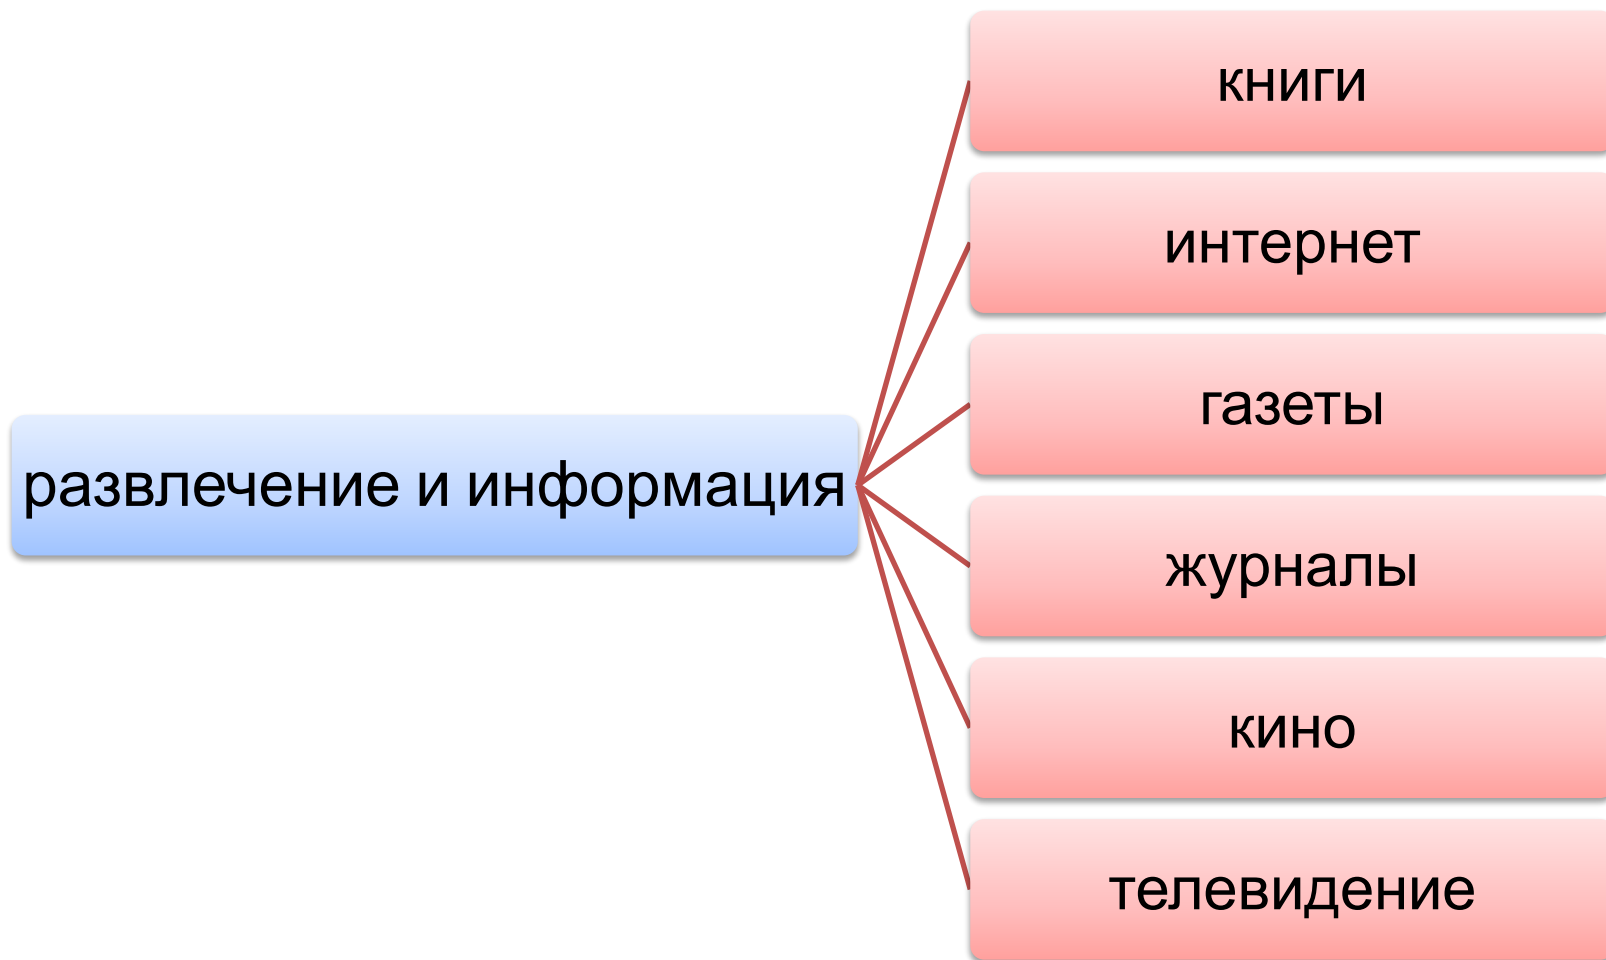 книги
интернет
газеты
развлечение и информация
журналы
кино
телевидение